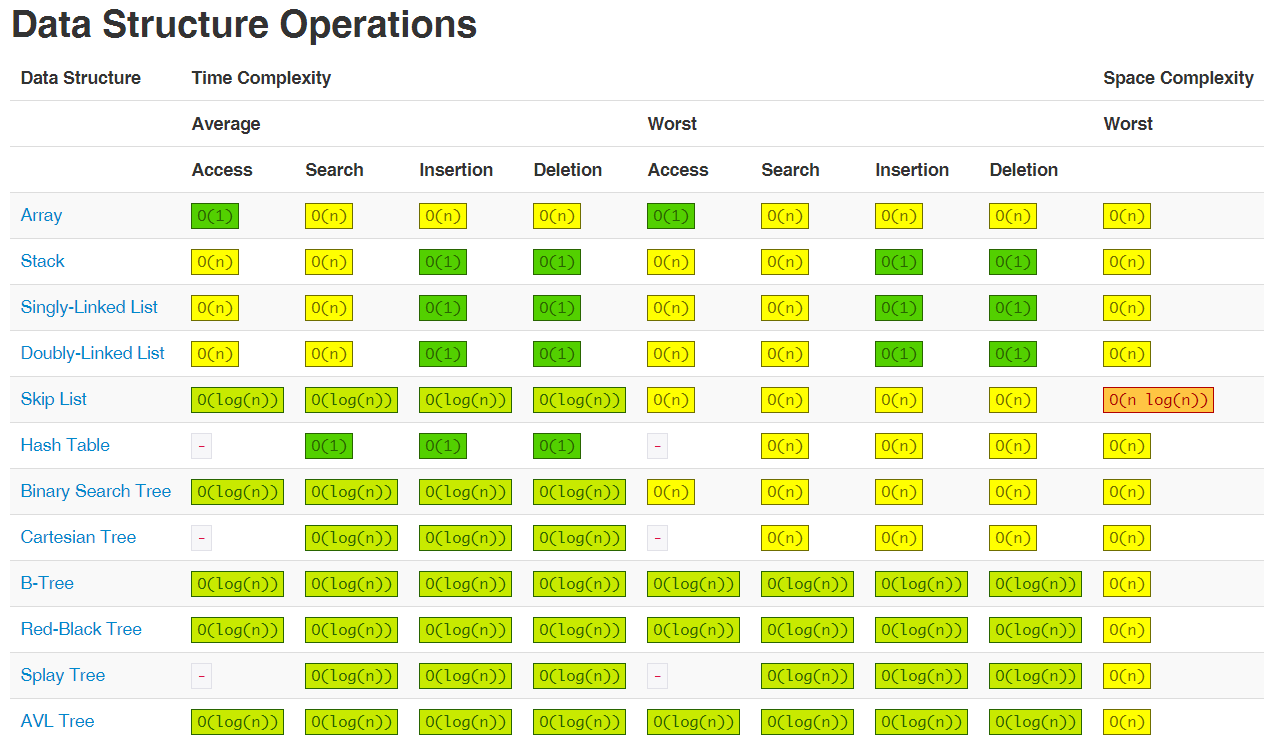 Data Structure Operations
Data Structure Time Complexity Space Complexity
Average Worst Worst
Access Search Insertion Deletion Access Search Insertion Deletion
Array O(1) O(n) O(n) O(n) O(1) O(n) O(n) O(n) O(n)
Stack O(n) O(n) O(1) O(1) O(n) O(n) O(1) O(1) O(n)
Singly-Linked List O(n) O(n) O(1) O(1) O(n) O(n) O(1) O(1) O(n)
Doubly-Linked List O(n) O(n) O(1) O(1) O(n) O(n) O(1) O(1) O(n)
Skip List O(log(n)) O(log(n)) O(log(n)) O(log(n)) O(n) O(n) O(n) O(n) O(n log(n))
Hash Table - O(1) O(1) O(1) - O(n) O(n) O(n) O(n)
Binary Search Tree O(log(n)) O(log(n)) O(log(n)) O(log(n)) O(n) O(n) O(n) O(n) O(n)
Cartesian Tree - O(log(n)) O(log(n)) O(log(n)) - O(n) O(n) O(n) O(n)
B-Tree O(log(n)) O(log(n)) O(log(n)) O(log(n)) O(log(n)) O(log(n)) O(log(n)) O(log(n)) O(n)
Red-Black Tree O(log(n)) O(log(n)) O(log(n)) O(log(n)) O(log(n)) O(log(n)) O(log(n)) O(log(n)) O(n)
Splay Tree - O(log(n)) O(log(n)) O(log(n)) - O(log(n)) O(log(n)) O(log(n)) O(n)
AVL Tree O(log(n)) O(log(n)) O(log(n)) O(log(n)) O(log(n)) O(log(n)) O(log(n)) O(log(n)) O(n)